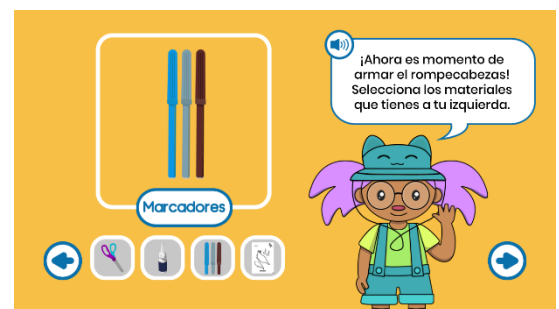 ¡Ahora es momento de
armar el rompecabezas!
Selecciona los materiales
que tienes a tu izquierda.
Marcadores